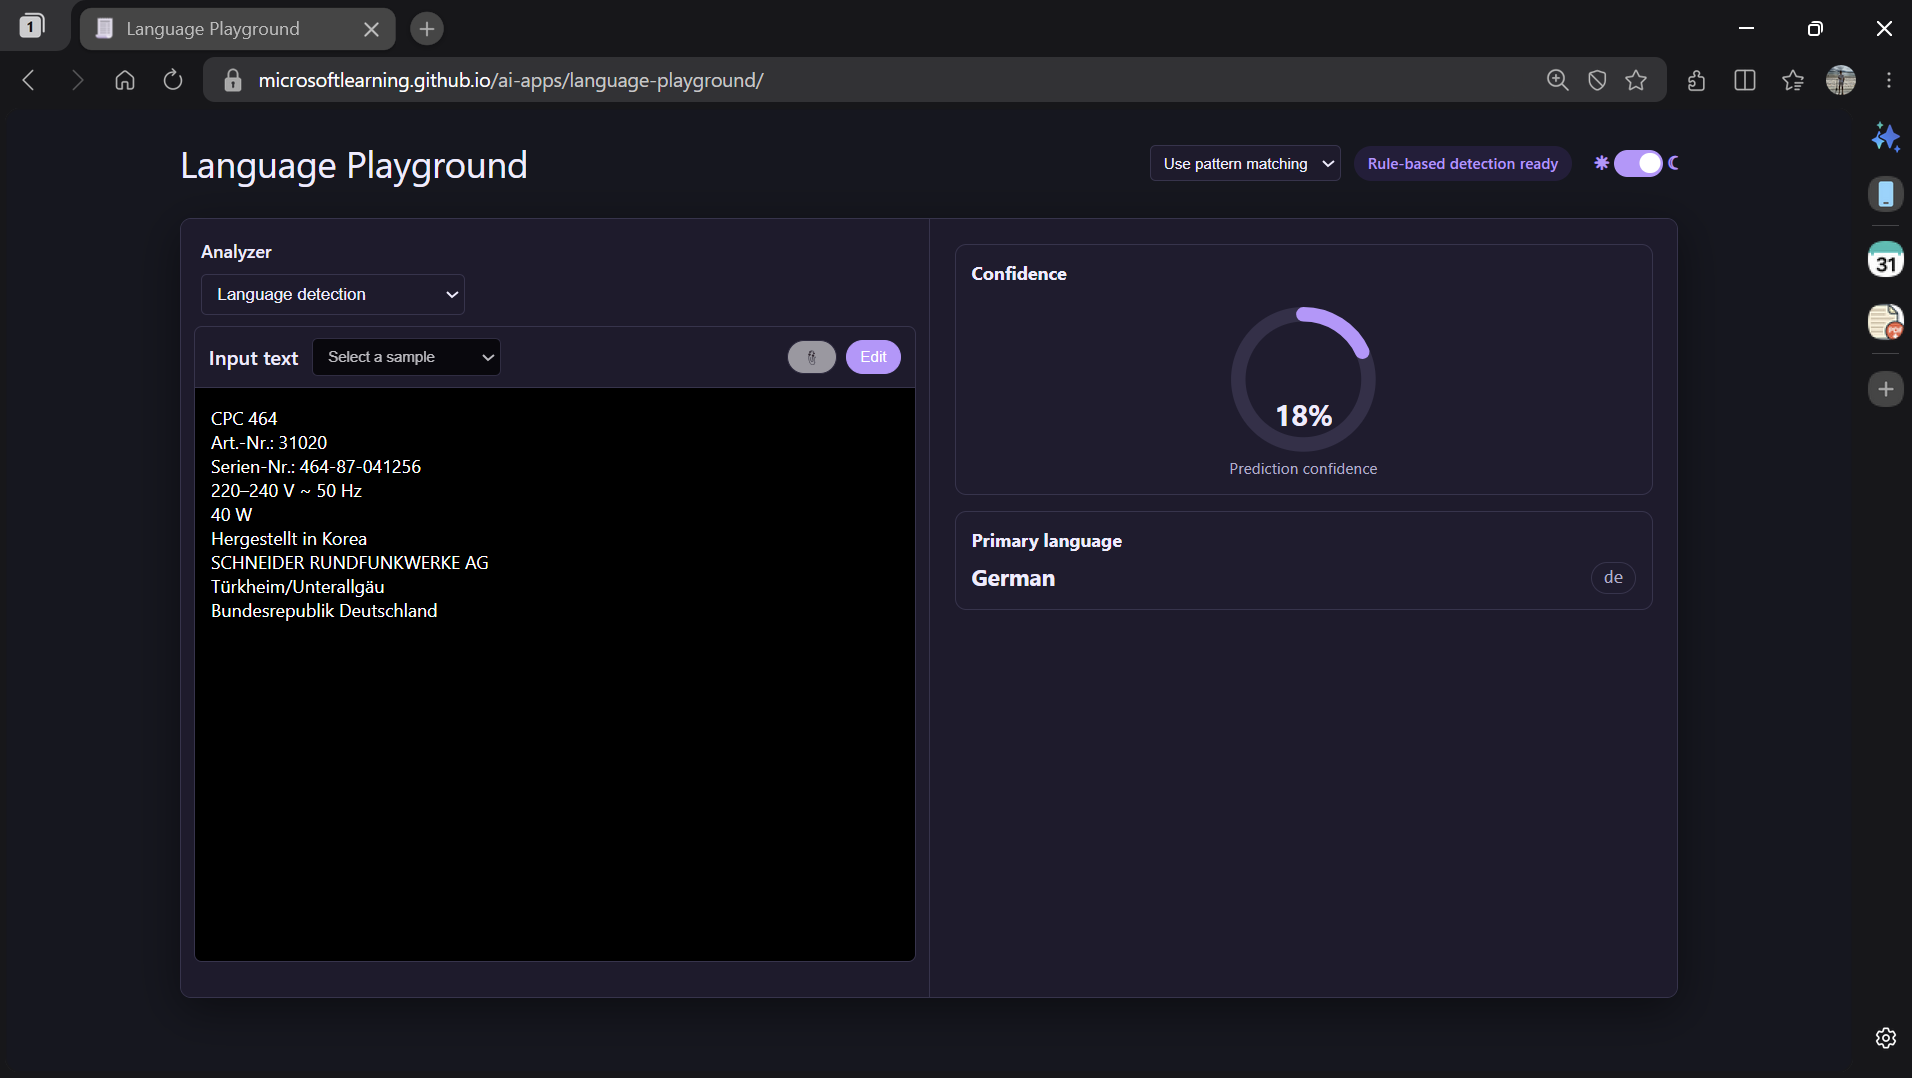 1
Language Playground
microsoftlearning.github.io/ai-apps/language-playground/
Language Playground
Use pattern matching
Rule-based detection ready
31
PDF
Analyzer
Language detection
Input text
Select a sample
Edit
CPC 464
Art.-Nr.: 31020
Serien-Nr.: 464-87-041256
220–240 V ~ 50 Hz
40 W
Hergestellt in Korea
SCHNEIDER RUNDFUNKWERKE AG
Türkheim/Unterallgäu
Bundesrepublik Deutschland
Confidence
18%
Prediction confidence
Primary language
German
de